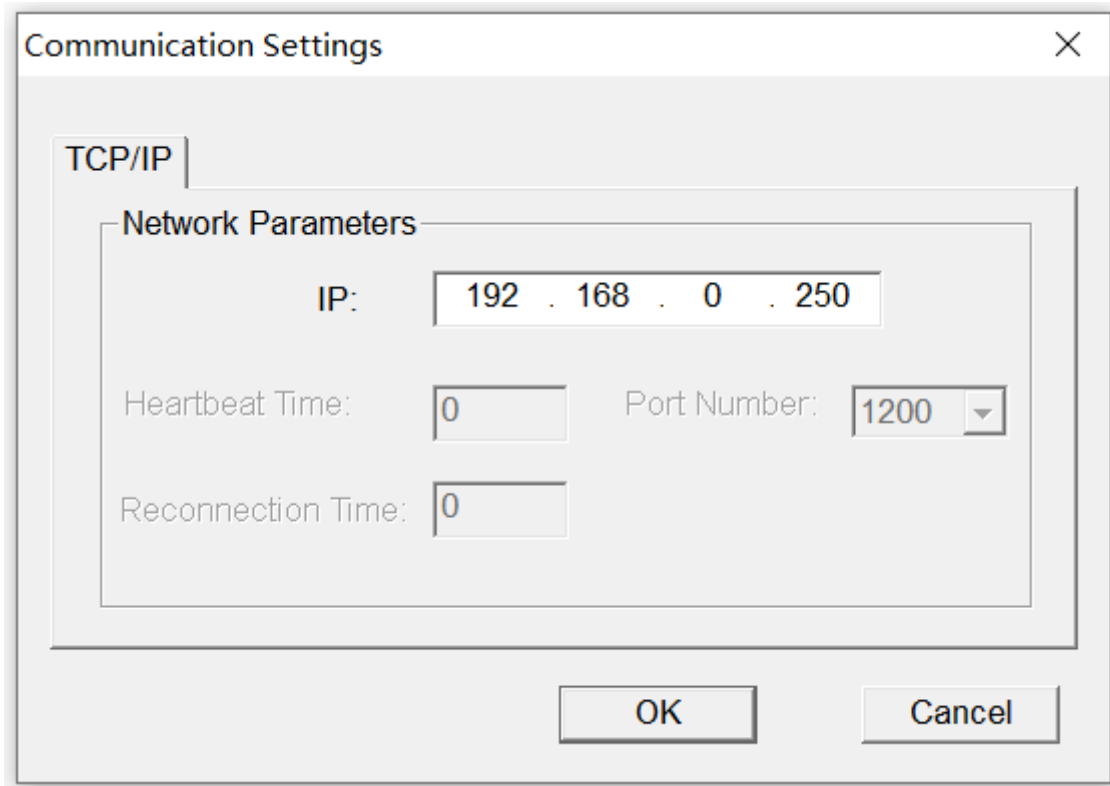 Communication Settings
TCP/IP
Network Parameters
IP: 192 . 168 . 0 . 250
Heartbeat Time: 0 Port Number: 1200
Reconnection Time: 0
OK Cancel